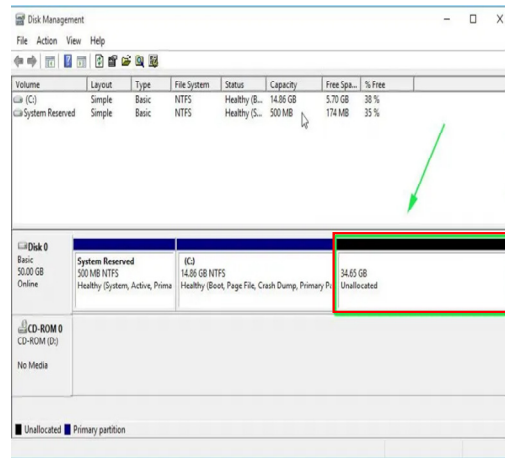 Disk Management
File Action View Help
Volume Layout Type File System Status Capacity Free Spa... % Free
(C:) Simple Basic NTFS Healthy (B... 14.86 GB 5.70 GB 38 %
System Reserved Simple Basic NTFS Healthy (S... 500 MB 174 MB 35 %
Disk 0
Basic
50.00 GB
Online
System Reserved
500 MB NTFS
Healthy (System, Active, Prima
(C:)
14.86 GB NTFS
Healthy (Boot, Page File, Crash Dump, Primary Pa
34.65 GB
Unallocated
CD-ROM 0
CD-ROM (D:)
No Media
Unallocated Primary partition